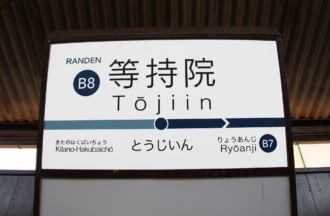 RANDEN
B8
等持院
Tōjiin
きたのはくばいちょう
Kitano-Hakubaichō
とうじいん
りょうあんじ
Ryōanji
B7